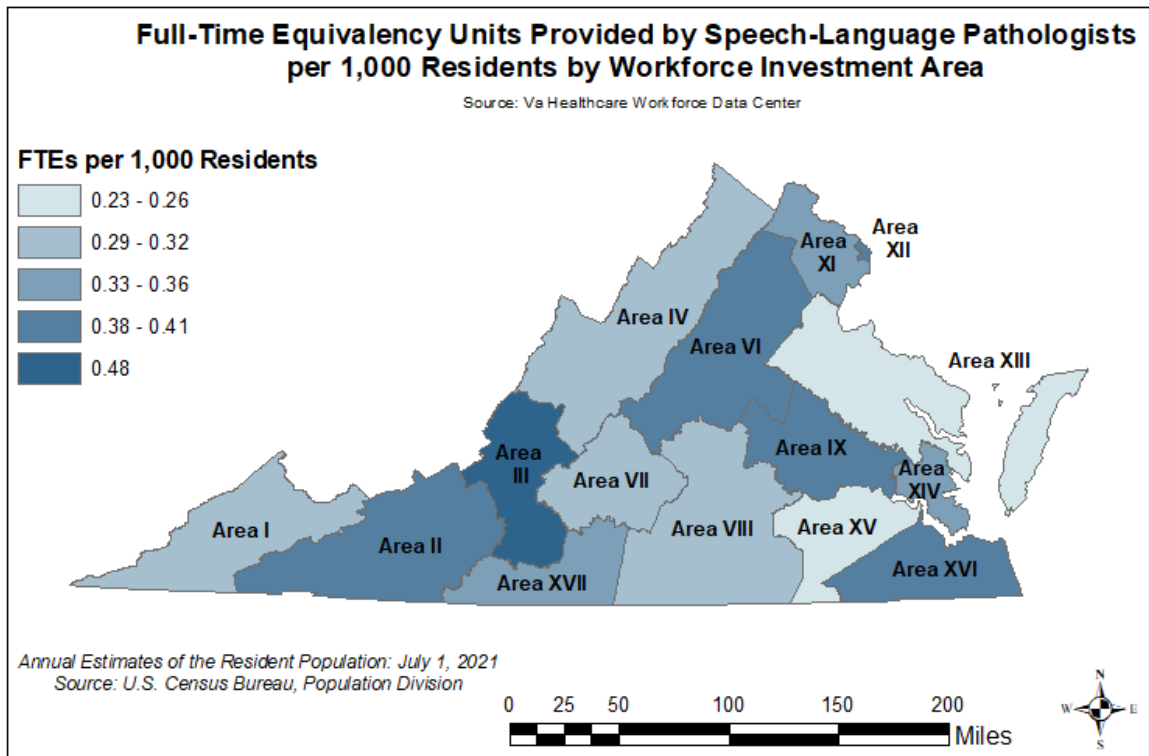 Full-Time Equivalency Units Provided by Speech-Language Pathologists
per 1,000 Residents by Workforce Investment Area
Source: Va Healthcare Workforce Data Center
FTEs per 1,000 Residents
0.23 - 0.26
0.29 - 0.32
0.33 - 0.36
0.38 - 0.41
0.48
Area
XII
Area
XI
Area IV
Area VI
Area XIII
Area
III
Area IX
Area VII
Area
XIV
Area I
Area VIII
Area XV
Area II
Area XVI
Area XVII
Annual Estimates of the Resident Population: July 1, 2021
Source: U.S. Census Bureau, Population Division
0 25 50 100 150 200
Miles
N
W E
S